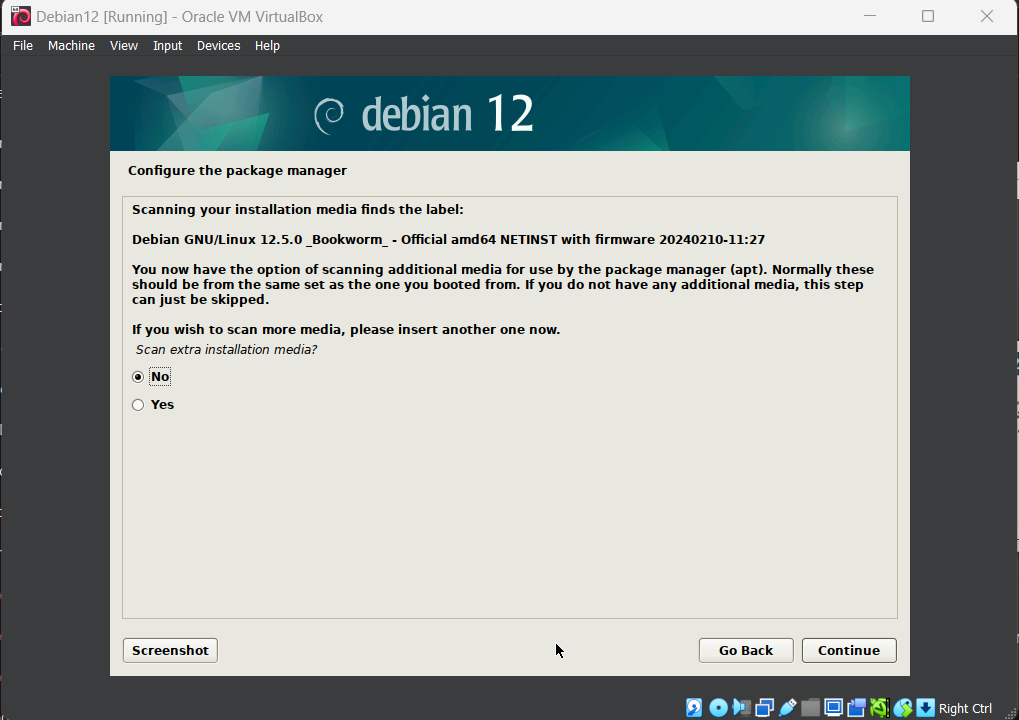 Debian12 [Running] - Oracle VM VirtualBox
File Machine View Input Devices Help
debian 12
Configure the package manager
Scanning your installation media finds the label:
Debian GNU/Linux 12.5.0 _Bookworm_ - Official amd64 NETINST with firmware 20240210-11:27
You now have the option of scanning additional media for use by the package manager (apt). Normally these
should be from the same set as the one you booted from. If you do not have any additional media, this step
can just be skipped.
If you wish to scan more media, please insert another one now.
Scan extra installation media?
No
Yes
Screenshot Go Back Continue
Right Ctrl